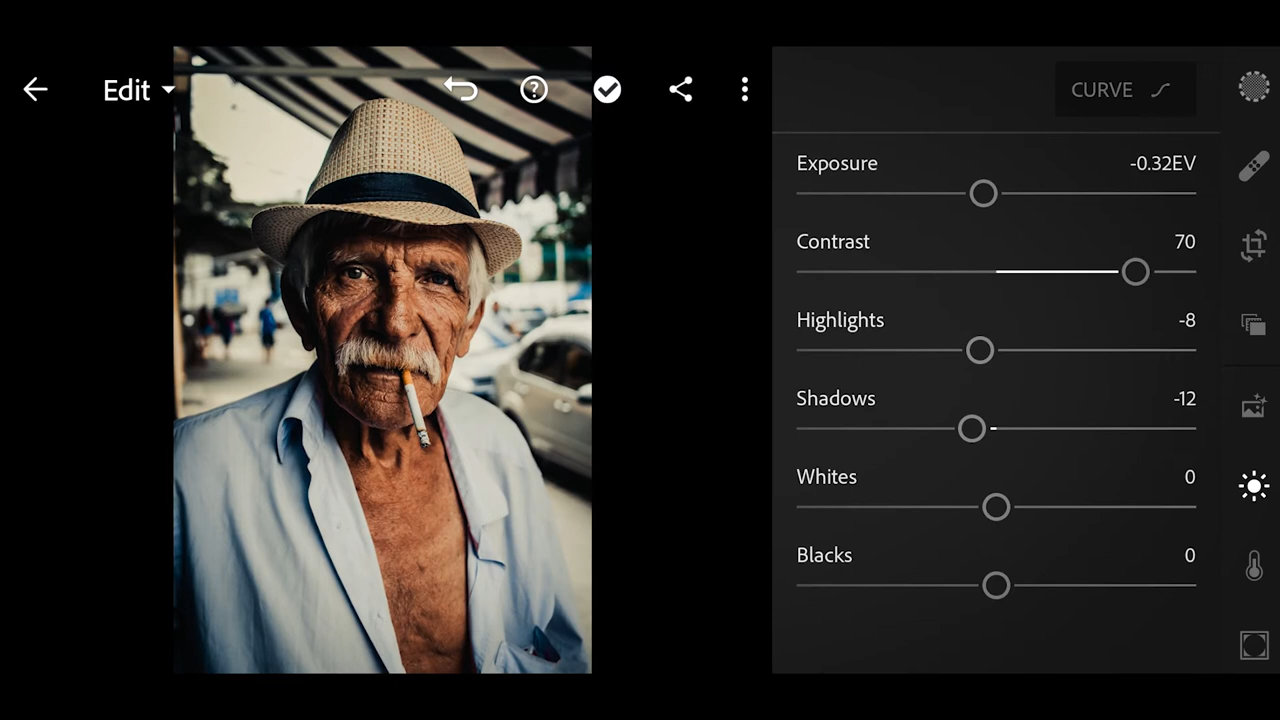 Edit
CURVE
Exposure -0.32EV
Contrast 70
Highlights -8
Shadows -12
Whites 0
Blacks 0